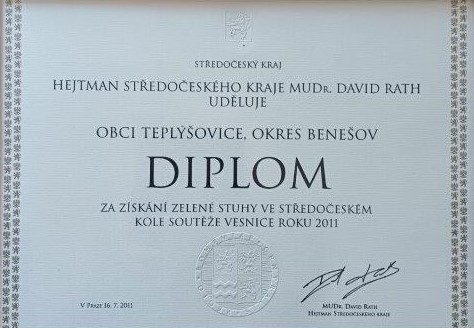 STŘEDOČESKÝ KRAJ
HEJTMAN STŘEDOČESKÉHO KRAJE MUDR. DAVID RATH
UDĚLUJE
OBCI TEPLÝŠOVICE, OKRES BENEŠOV
DIPLOM
ZA ZÍSKÁNÍ ZELENÉ STUHY VE STŘEDOČESKÉM
KOLE SOUTĚŽE VESNICE ROKU 2011
V PRAZE 16. 7. 2011
MUDR. DAVID RATH
HEJTMAN STŘEDOČESKÉHO KRAJE